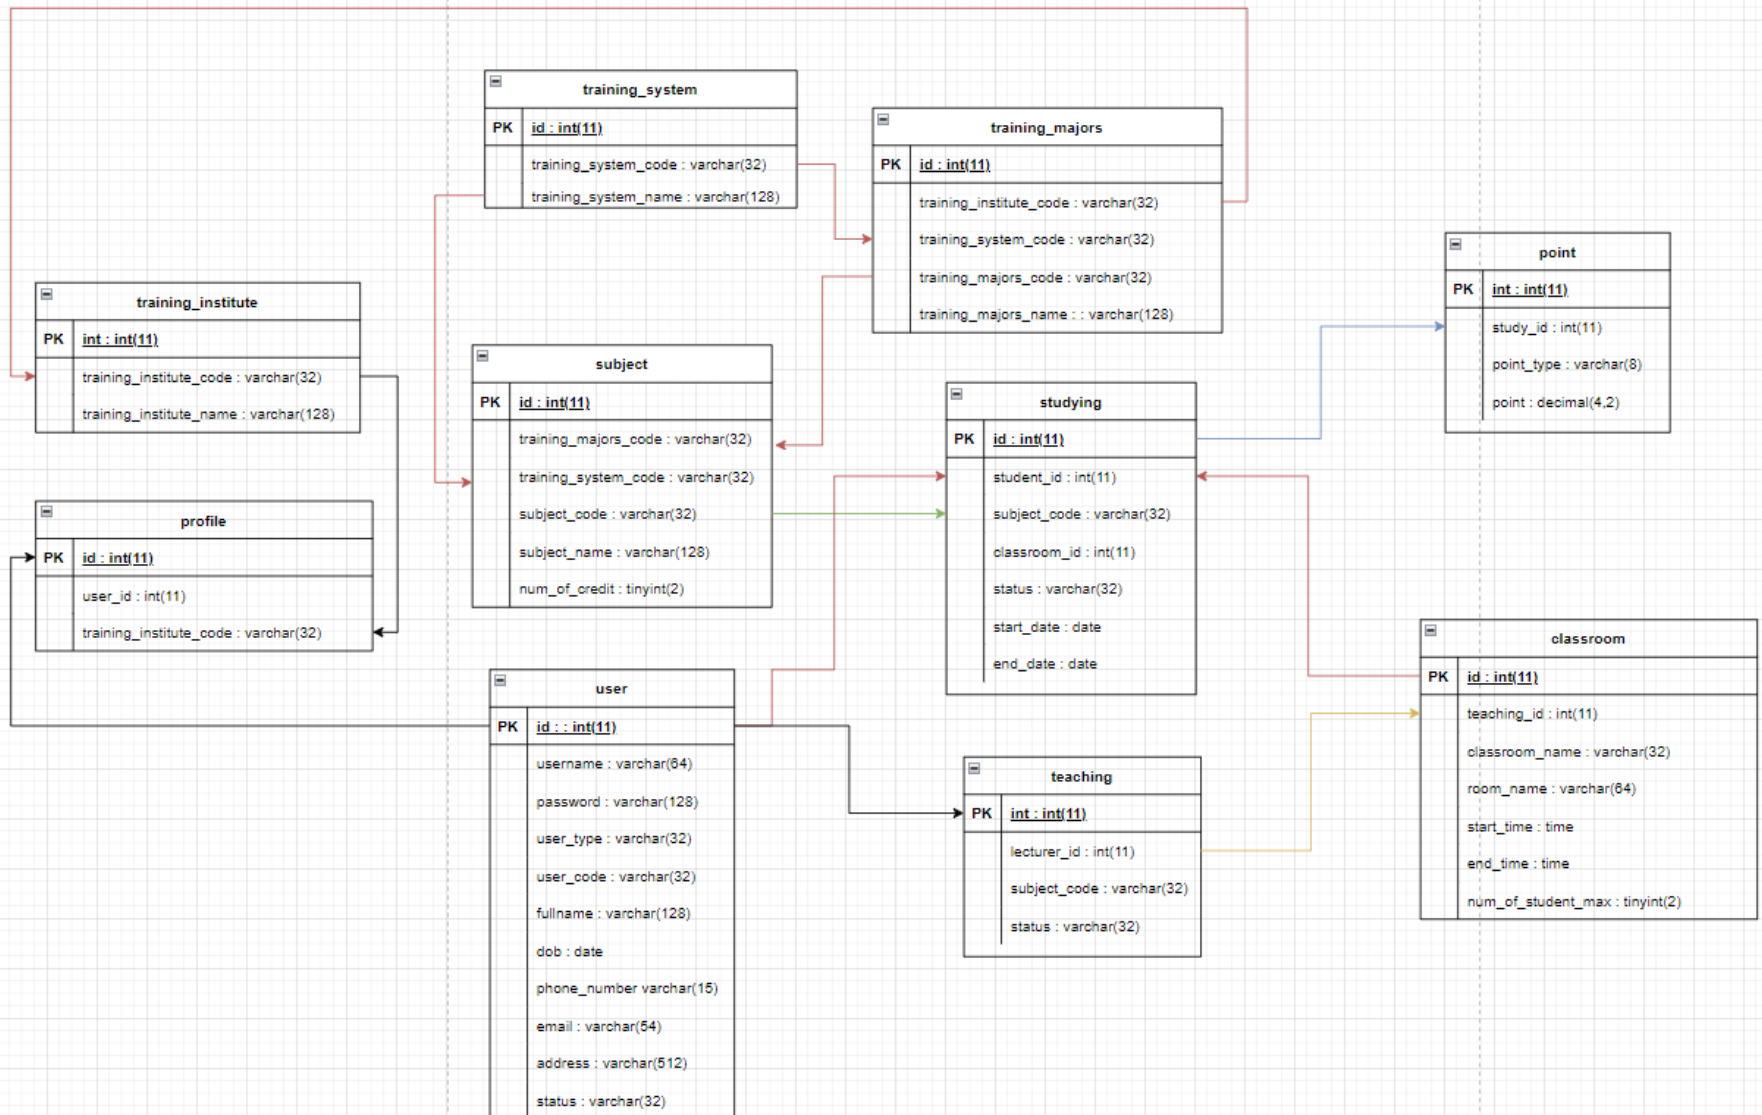 training_system
PK id : int(11)
training_system_code : varchar(32)
training_system_name : varchar(128)
training_majors
PK id : int(11)
training_institute_code : varchar(32)
training_system_code : varchar(32)
training_majors_code : varchar(32)
training_majors_name : : varchar(128)
point
PK int : int(11)
study_id : int(11)
point_type : varchar(8)
point : decimal(4,2)
training_institute
PK int : int(11)
training_institute_code : varchar(32)
training_institute_name : varchar(128)
subject
PK id : int(11)
training_majors_code : varchar(32)
training_system_code : varchar(32)
subject_code : varchar(32)
subject_name : varchar(128)
num_of_credit : tinyint(2)
studying
PK id : int(11)
student_id : int(11)
subject_code : varchar(32)
classroom_id : int(11)
status : varchar(32)
start_date : date
end_date : date
profile
PK id : int(11)
user_id : int(11)
training_institute_code : varchar(32)
classroom
PK id : int(11)
teaching_id : int(11)
classroom_name : varchar(32)
room_name : varchar(64)
start_time : time
end_time : time
num_of_student_max : tinyint(2)
user
PK id : : int(11)
username : varchar(64)
password : varchar(128)
user_type : varchar(32)
user_code : varchar(32)
fullname : varchar(128)
dob : date
phone_number varchar(15)
email : varchar(54)
address : varchar(512)
status : varchar(32)
teaching
PK int : int(11)
lecturer_id : int(11)
subject_code : varchar(32)
status : varchar(32)